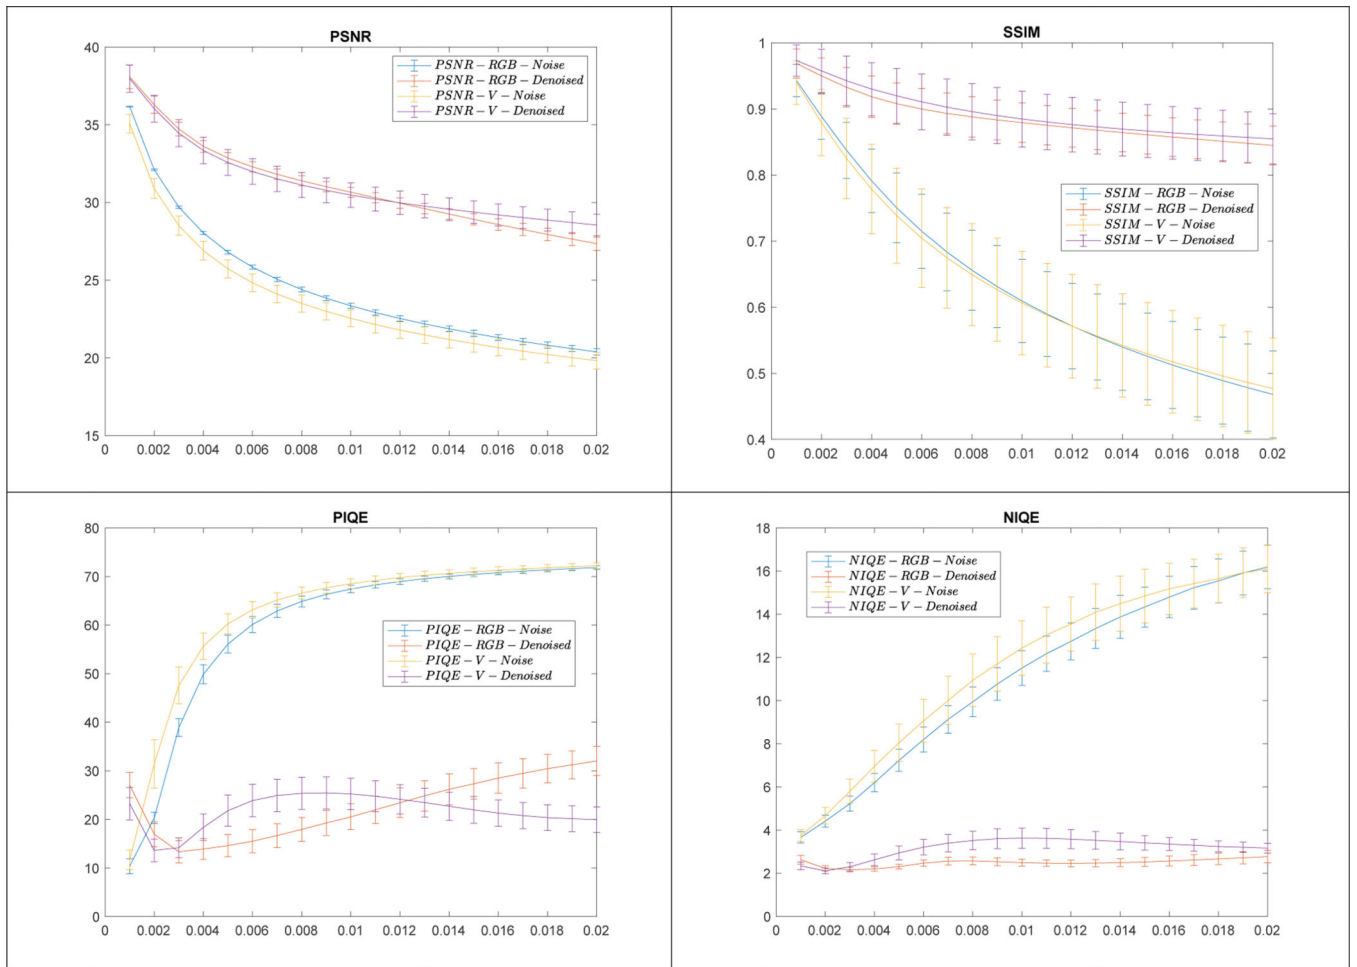 PSNR
40
35
30
25
20
15
PSNR − RGB − Noise
PSNR − RGB − Denoised
PSNR − V − Noise
PSNR − V − Denoised
0 0.002 0.004 0.006 0.008 0.01 0.012 0.014 0.016 0.018 0.02
SSIM
1
0.9
0.8
0.7
0.6
0.5
0.4
SSIM − RGB − Noise
SSIM − RGB − Denoised
SSIM − V − Noise
SSIM − V − Denoised
0 0.002 0.004 0.006 0.008 0.01 0.012 0.014 0.016 0.018 0.02
PIQE
80
70
60
50
40
30
20
10
0
PIQE − RGB − Noise
PIQE − RGB − Denoised
PIQE − V − Noise
PIQE − V − Denoised
0 0.002 0.004 0.006 0.008 0.01 0.012 0.014 0.016 0.018 0.02
NIQE
18
16
14
12
10
8
6
4
2
0
NIQE − RGB − Noise
NIQE − RGB − Denoised
NIQE − V − Noise
NIQE − V − Denoised
0 0.002 0.004 0.006 0.008 0.01 0.012 0.014 0.016 0.018 0.02